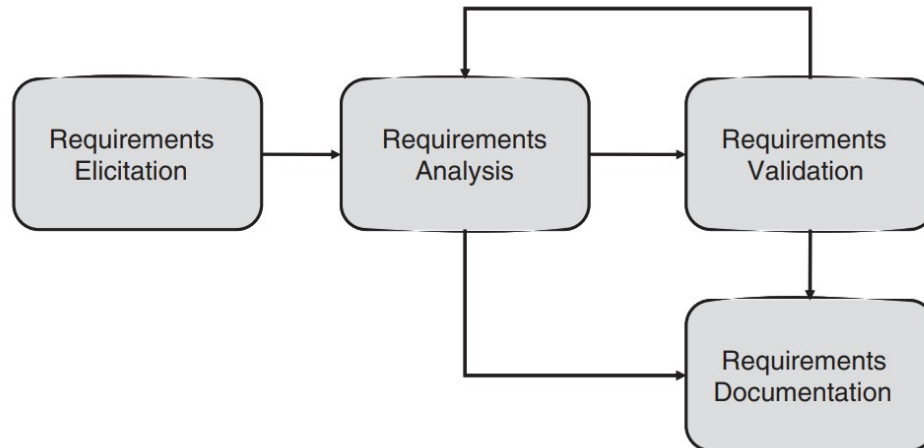 Requirements
Elicitation
Requirements
Analysis
Requirements
Validation
Requirements
Documentation